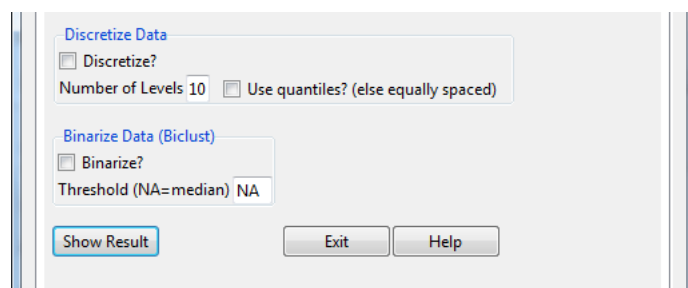 Discretize Data
Discretize?
Number of Levels 10 Use quantiles? (else equally spaced)
Binarize Data (Biclust)
Binarize?
Threshold (NA=median) NA
Show Result Exit Help